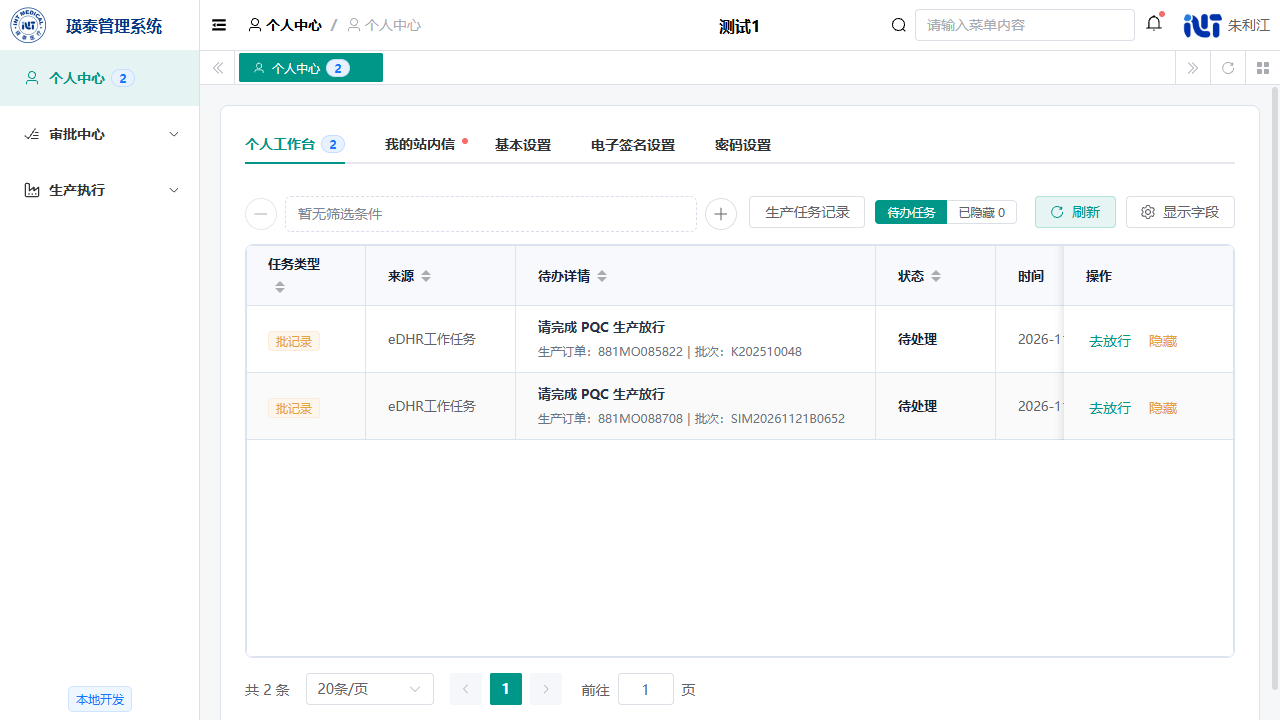 瑛泰管理系统
个人中心 / 个人中心
测试1
请输入菜单内容
朱利江
个人中心 2
审批中心
生产执行
本地开发
个人中心 2
个人工作台 2
我的站内信
基本设置
电子签名设置
密码设置
暂无筛选条件
生产任务记录
待办任务
已隐藏 0
刷新
显示字段
任务类型
来源
待办详情
状态
时间
操作
批记录
eDHR工作任务
请完成 PQC 生产放行
生产订单：881MO085822 | 批次：K202510048
待处理
2026-1
去放行
隐藏
批记录
eDHR工作任务
请完成 PQC 生产放行
生产订单：881MO088708 | 批次：SIM20261121B0652
待处理
2026-1
去放行
隐藏
共 2 条
20条/页
1
前往 1 页